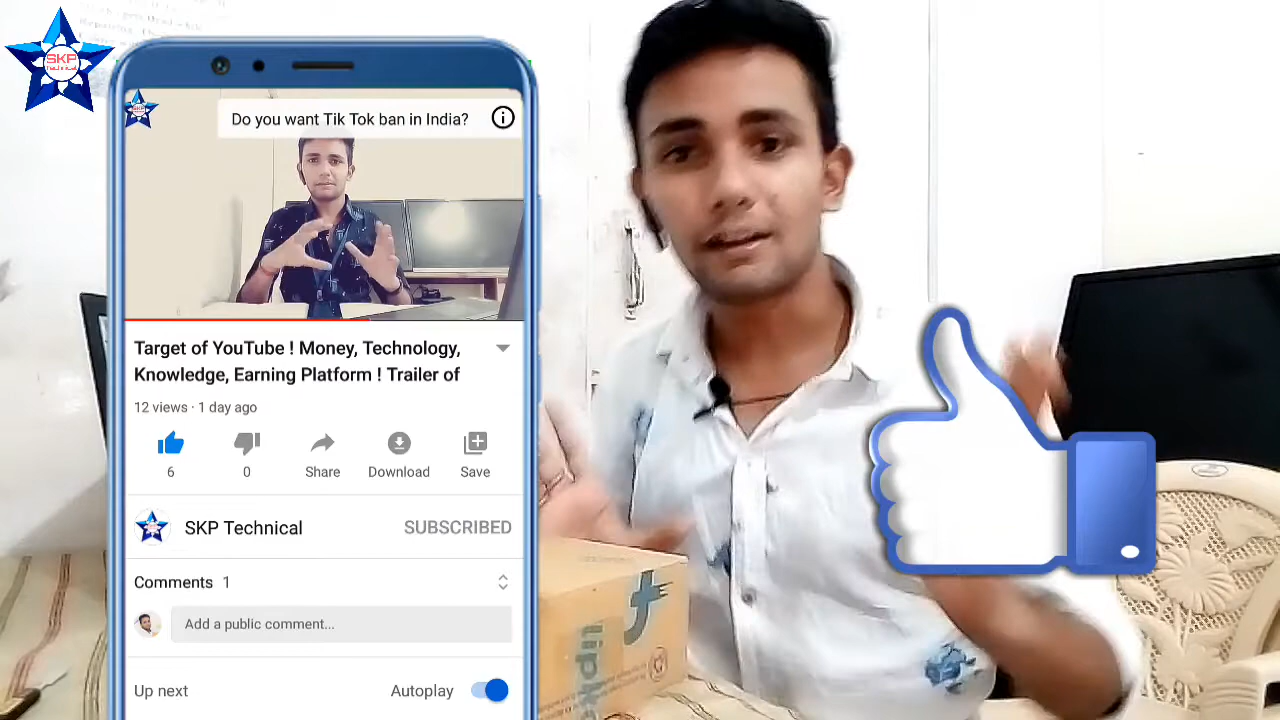 SKP
Technical
Do you want Tik Tok ban in India?
Target of YouTube ! Money, Technology,
Knowledge, Earning Platform ! Trailer of
12 views · 1 day ago
6
0
Share
Download
Save
SKP Technical
SUBSCRIBED
Comments 1
Add a public comment...
Up next
Autoplay